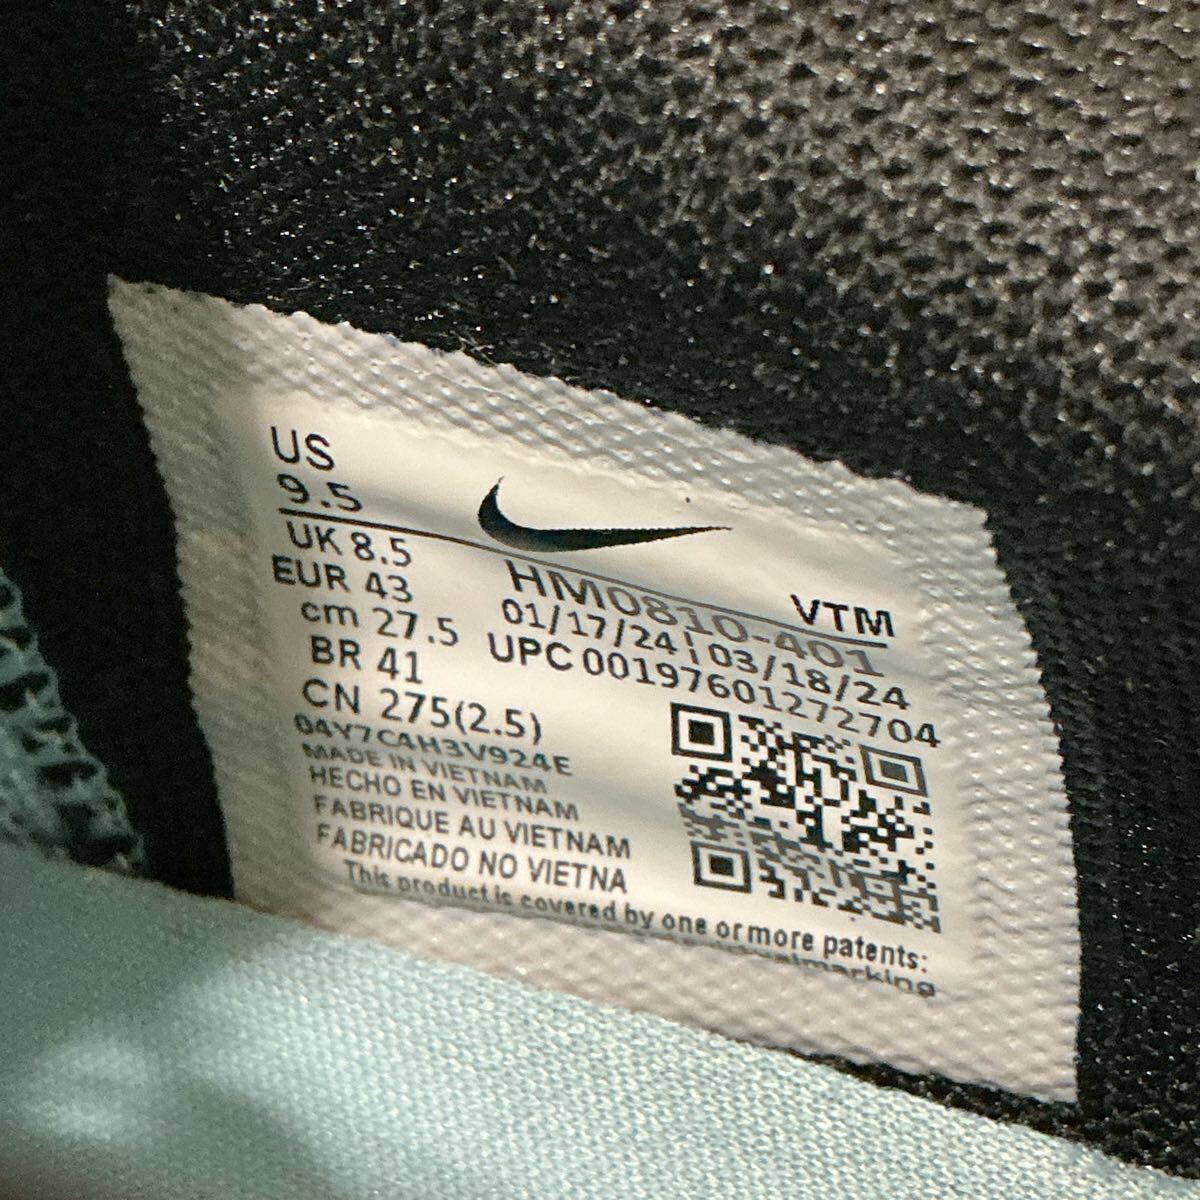 US
9.5
UK 8.5
EUR 43
cm 27.5
BR 41
CN 275(2.5)
04Y7C4H3V924E
MADE IN VIETNAM
HECHO EN VIETNAM
FABRIQUE AU VIETNAM
FABRICADO NO VIETNA
VTM
HM0810-401
01/17/24 | 03/18/24
UPC 00197601272704
This product is covered by one or more patents: